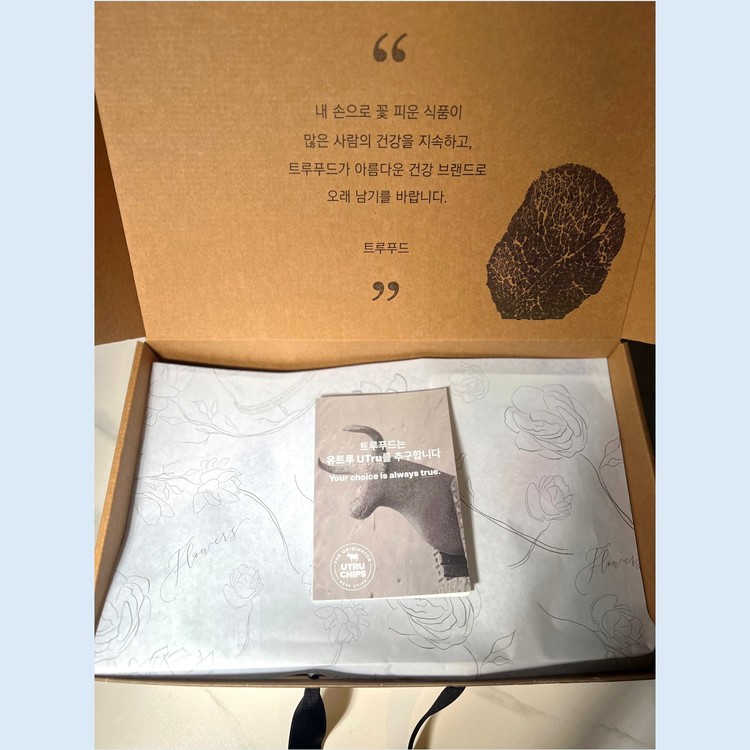 “
내 손으로 꽃 피운 식품이
많은 사람의 건강을 지속하고,
트루푸드가 아름다운 건강 브랜드로
오래 남기를 바랍니다.
트루푸드
”
트루푸드는
유트루 UTru를 추구합니다
Your choice is always true.
THE ORIGINAL
UTRU
CHIPS
BEEF CHIPS
Flowers
Flowers